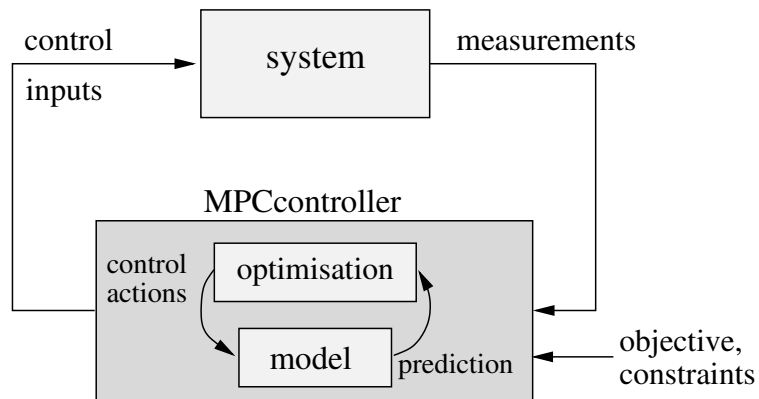 control
inputs
system
measurements
MPCcontroller
control
actions
optimisation
model
prediction
objective,
constraints